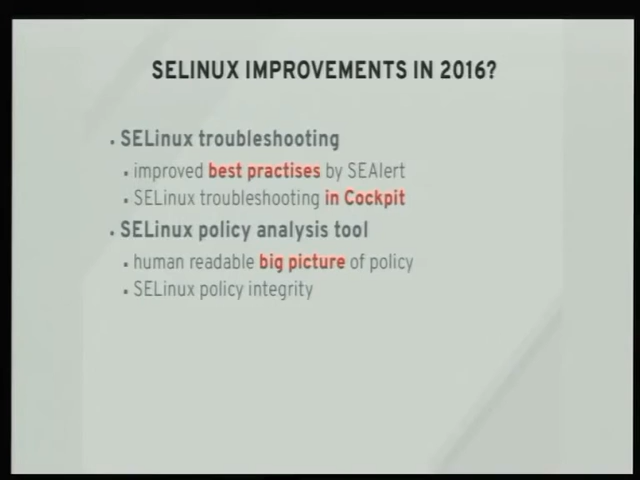 SELINUX IMPROVEMENTS IN 2016?
• SELinux troubleshooting
• improved best practises by SEAlert
• SELinux troubleshooting in Cockpit
• SELinux policy analysis tool
• human readable big picture of policy
• SELinux policy integrity